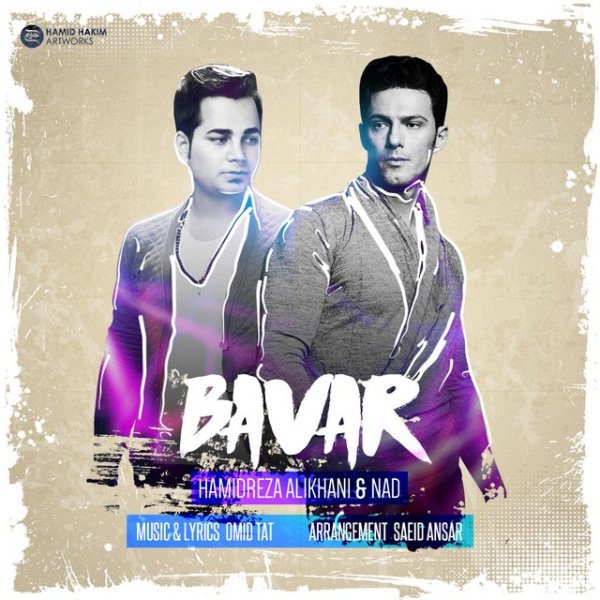 HAMID HAKIM
ARTWORKS
BAVAR
HAMIDREZA ALIKHANI & NAD
MUSIC & LYRICS OMID TAT
ARRANGEMENT SAEID ANSAR